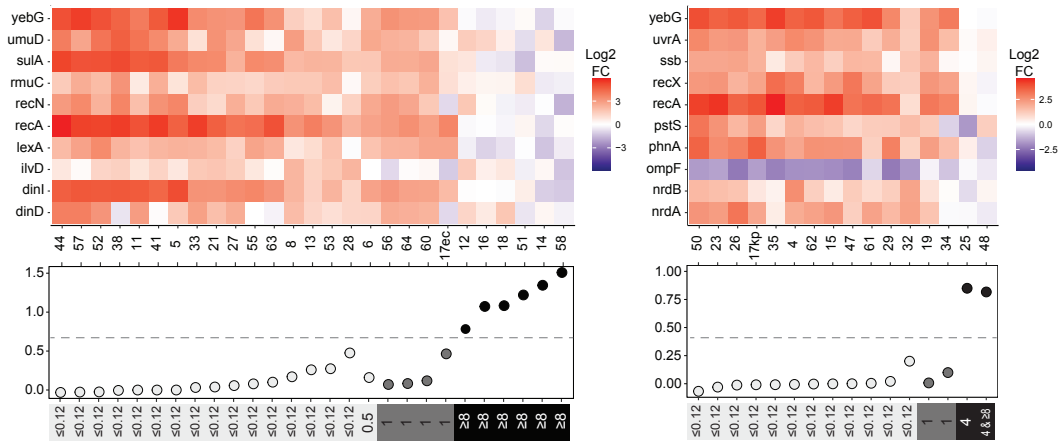 yebG
umuD
sulA
rmuC
recN
recA
lexA
ilvD
dinI
dinD
44 57 52 38 11 41 5 33 21 27 55 63 8 13 53 28 6 56 64 60 17ec 12 16 18 51 14 58
Log2
FC
3
0
−3
1.5
1.0
0.5
0.0
≤0.12 ≤0.12 ≤0.12 ≤0.12 ≤0.12 ≤0.12 ≤0.12 ≤0.12 ≤0.12 ≤0.12 ≤0.12 ≤0.12 ≤0.12 ≤0.12 ≤0.12 ≤0.12 0.5 1 1 1 1 ≥8 ≥8 ≥8 ≥8 ≥8 ≥8
yebG
uvrA
ssb
recX
recA
pstS
phnA
ompF
nrdB
nrdA
50 23 26 17kp 35 4 62 15 47 61 29 32 19 34 25 48
Log2
FC
2.5
0.0
−2.5
1.00
0.75
0.50
0.25
0.00
≤0.12 ≤0.12 ≤0.12 ≤0.12 ≤0.12 ≤0.12 ≤0.12 ≤0.12 ≤0.12 ≤0.12 ≤0.12 ≤0.12 1 1 4 4 & ≥8